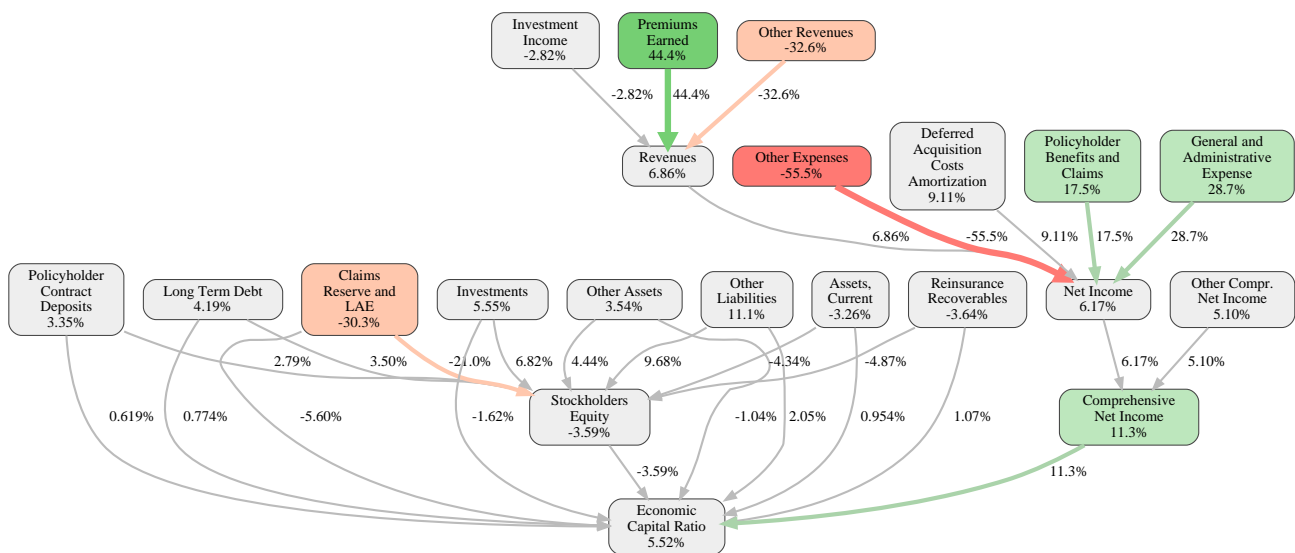 Investment
Income
-2.82%
Premiums
Earned
44.4%
Other Revenues
-32.6%
-2.82%
44.4%
-32.6%
Revenues
6.86%
Other Expenses
-55.5%
Deferred
Acquisition
Costs
Amortization
9.11%
Policyholder
Benefits and
Claims
17.5%
General and
Administrative
Expense
28.7%
6.86%
-55.5%
9.11%
17.5%
28.7%
Policyholder
Contract
Deposits
3.35%
Long Term Debt
4.19%
Claims
Reserve and
LAE
-30.3%
Investments
5.55%
Other Assets
3.54%
Other
Liabilities
11.1%
Assets,
Current
-3.26%
Reinsurance
Recoverables
-3.64%
Net Income
6.17%
Other Compr.
Net Income
5.10%
2.79%
3.50%
-21.0%
6.82%
4.44%
9.68%
-4.34%
-4.87%
6.17%
5.10%
Stockholders
Equity
-3.59%
Comprehensive
Net Income
11.3%
0.619%
0.774%
-5.60%
-1.62%
-1.04%
2.05%
0.954%
1.07%
-3.59%
11.3%
Economic
Capital Ratio
5.52%